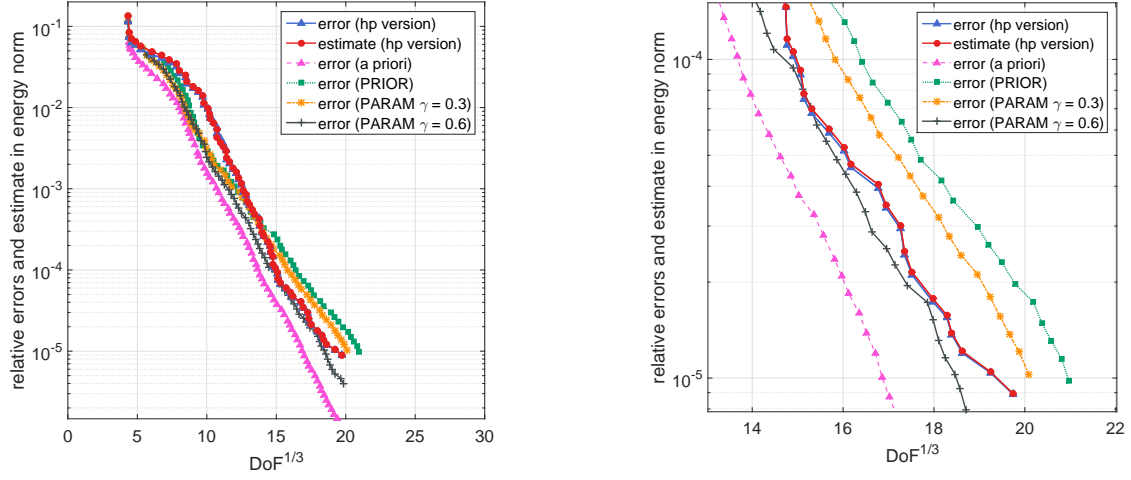 relative errors and estimate in energy norm
10^-1
10^-2
10^-3
10^-4
10^-5
0
5
10
15
20
25
30
DoF^1/3
error (hp version)
estimate (hp version)
error (a priori)
error (PRIOR)
error (PARAM γ = 0.3)
error (PARAM γ = 0.6)
relative errors and estimate in energy norm
10^-4
10^-5
14
16
18
20
22
DoF^1/3
error (hp version)
estimate (hp version)
error (a priori)
error (PRIOR)
error (PARAM γ = 0.3)
error (PARAM γ = 0.6)